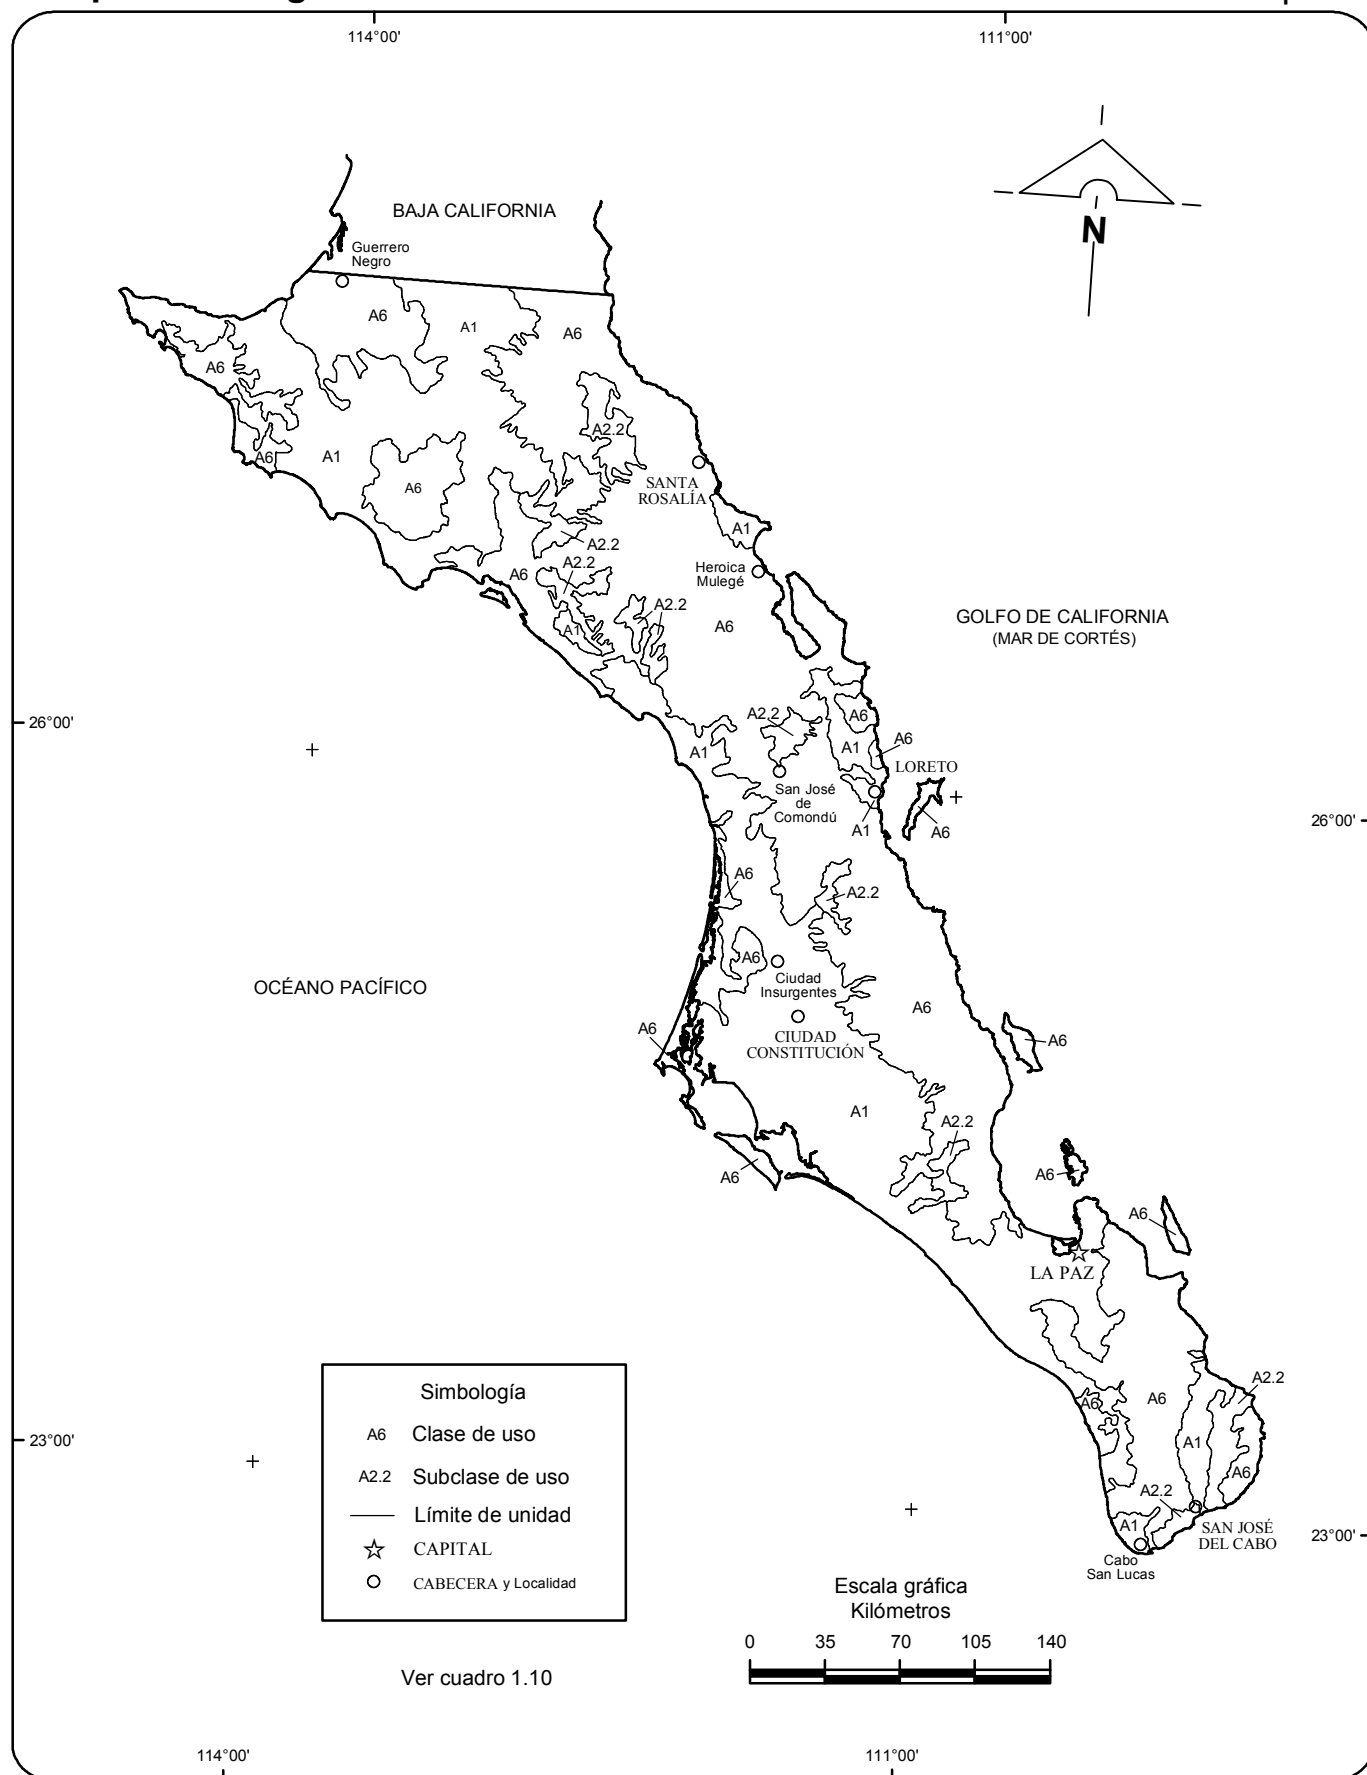 114°00'
111°00'
BAJA CALIFORNIA
Guerrero
Negro
N
A6
A1
A6
A6
A2.2
A6
A1
A6
SANTA
ROSALÍA
A1
A2.2
A2.2
A6
Heroica
Mulegé
A2.2
A1
A6
GOLFO DE CALIFORNIA
(MAR DE CORTÉS)
26°00'
A2.2
A6
A6
A1
A1
LORETO
San José
de
Comondú
A1
A6
26°00'
A6
A2.2
A6
Ciudad
Insurgentes
OCÉANO PACÍFICO
A6
A6
CIUDAD
CONSTITUCIÓN
A6
A1
A2.2
A6
A6
A6
LA PAZ
A2.2
A6
A6
23°00'
A1
A6
A2.2
A1
SAN JOSÉ
DEL CABO
23°00'
Cabo
San Lucas
Simbología
A6 Clase de uso
A2.2 Subclase de uso
Límite de unidad
CAPITAL
CABECERA y Localidad
Escala gráfica
Kilómetros
0 35 70 105 140
Ver cuadro 1.10
114°00'
111°00'